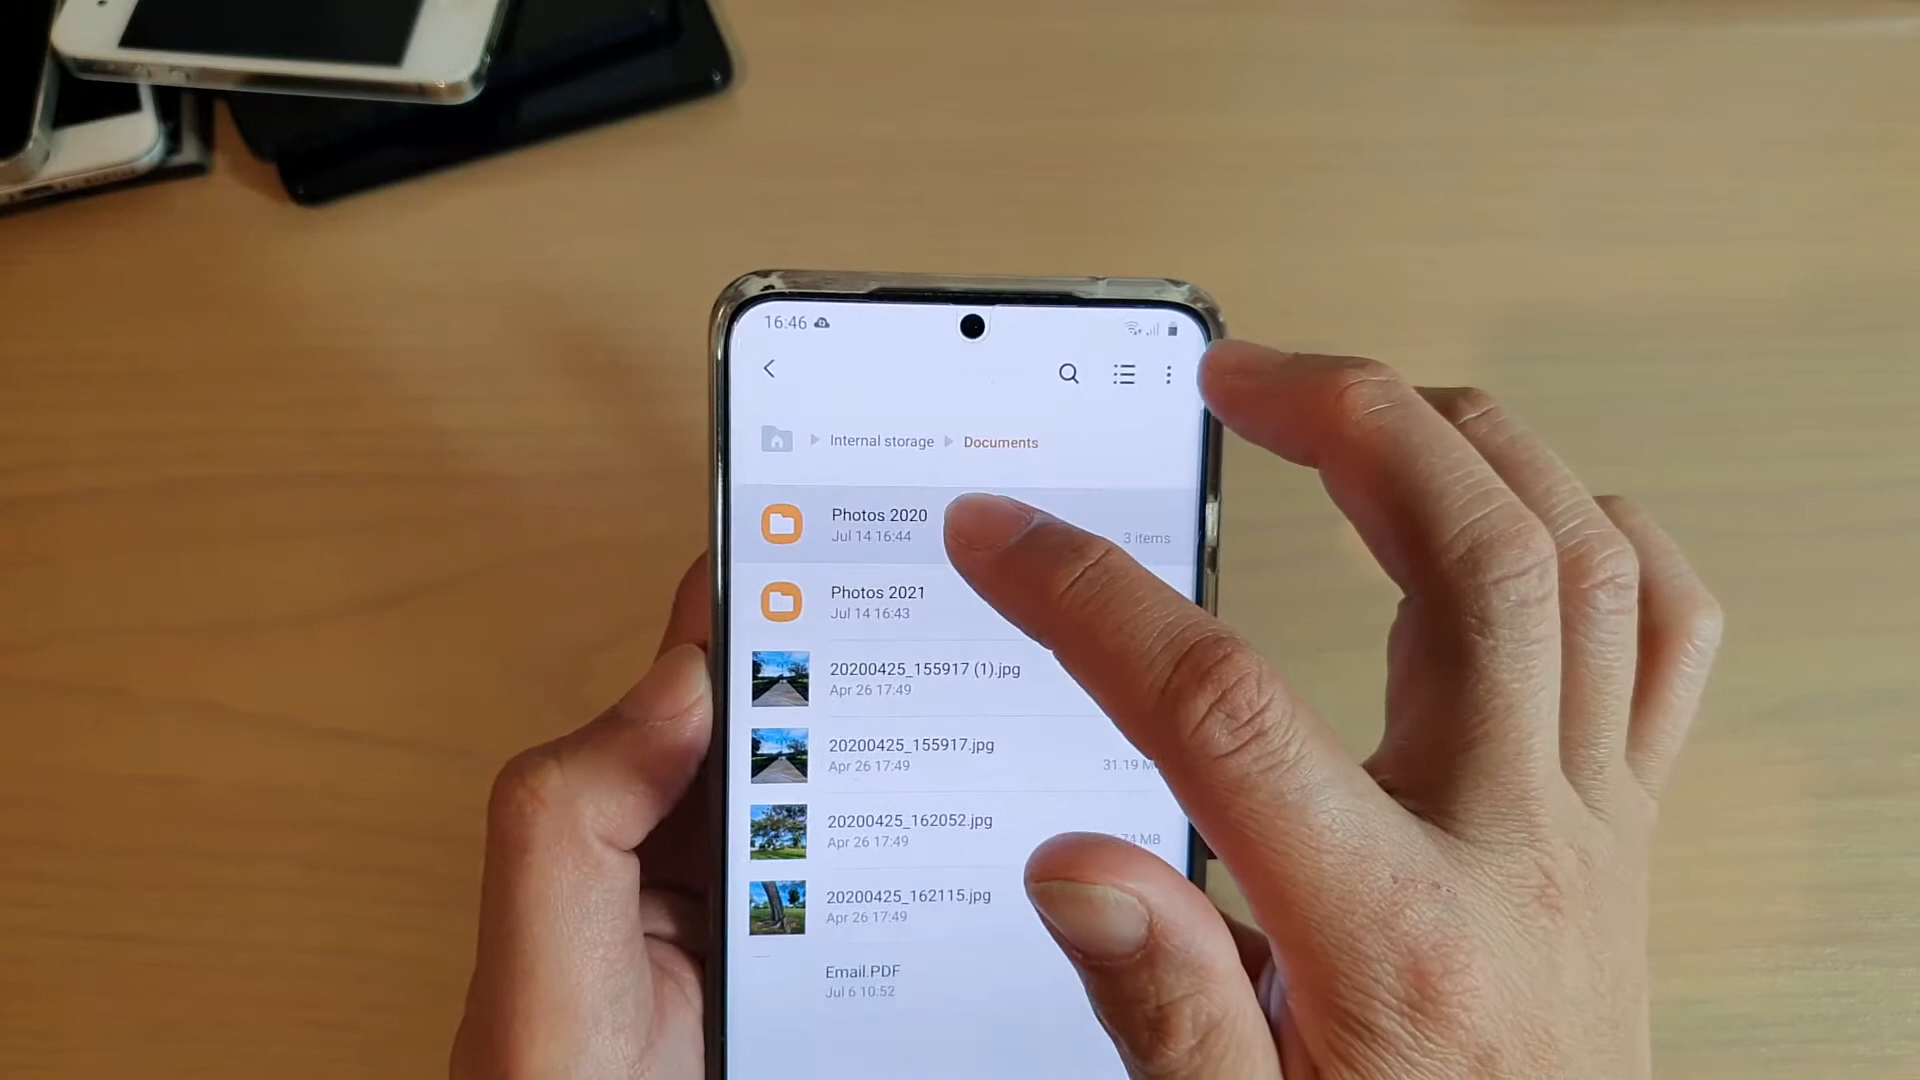 16:46
Internal storage Documents
Photos 2020
Jul 14 16:44
3 items
Photos 2021
Jul 14 16:43
20200425_155917 (1).jpg
Apr 26 17:49
20200425_155917.jpg
Apr 26 17:49
31.19 M
20200425_162052.jpg
Apr 26 17:49
74 MB
20200425_162115.jpg
Apr 26 17:49
Email.PDF
Jul 6 10:52